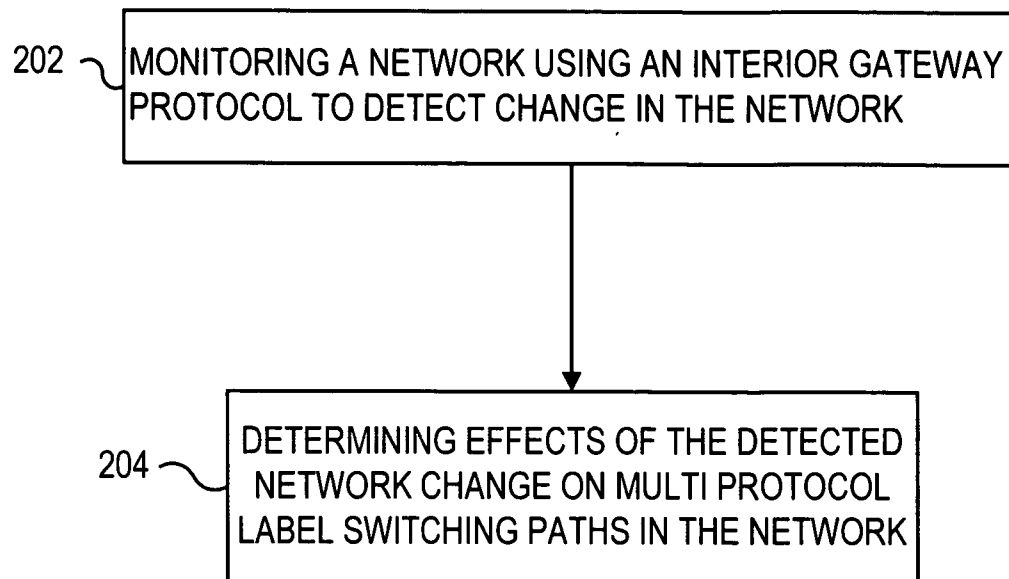 202
MONITORING A NETWORK USING AN INTERIOR GATEWAY
PROTOCOL TO DETECT CHANGE IN THE NETWORK
204
DETERMINING EFFECTS OF THE DETECTED
NETWORK CHANGE ON MULTI PROTOCOL
LABEL SWITCHING PATHS IN THE NETWORK